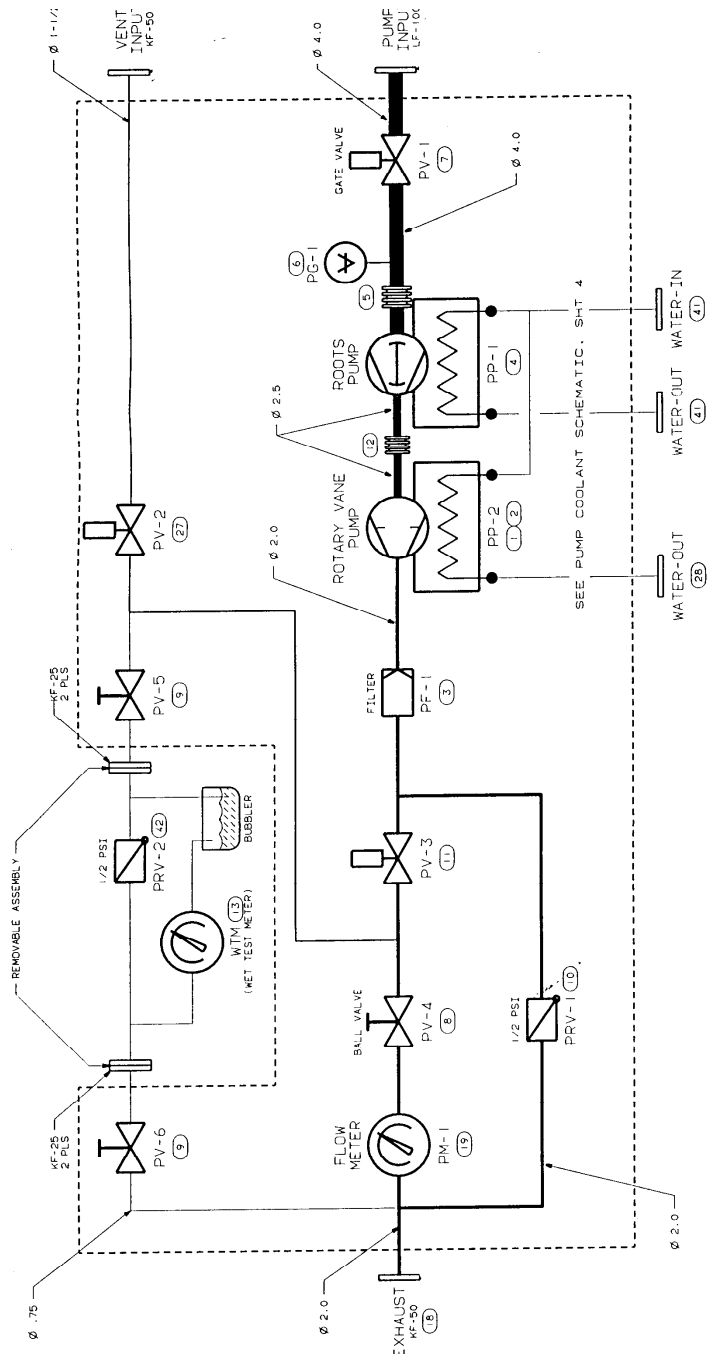 VENT
INPUT
KF-50
Ø 1-1/2
PUMP
INPU
LF-100
Ø 4.0
GATE VALVE
PV-1
7
Ø 4.0
6
PG-1
5
ROOTS
PUMP
PP-1
4
Ø 2.5
12
ROTARY VANE
PUMP
PP-2
1 2
SEE PUMP COOLANT SCHEMATIC, SHT 4
WATER-IN
41
WATER-OUT
41
WATER-OUT
28
Ø 2.0
PV-2
27
PV-5
9
KF-25
2 PLS
FILTER
PF-1
3
REMOVABLE ASSEMBLY
1/2 PSI
PRV-2
42
BUBBLER
WTM 13
(WET TEST METER)
PV-3
11
BALL VALVE
PV-4
8
1/2 PSI
PRV-1
10
KF-25
2 PLS
PV-6
9
FLOW
METER
PM-1
19
Ø .75
Ø 2.0
Ø 2.0
EXHAUST
KF-50
18